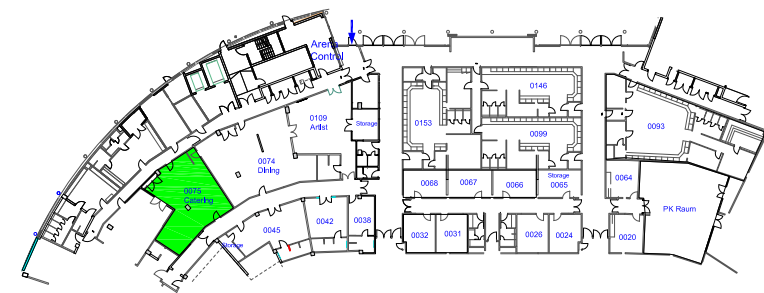 Arena
Control
0146
0109
Artist
Storage
0153
0099
0093
0074
Dining
Storage
0068
0067
0066
0065
0064
0075
Catering
PK Raum
0045
0042
0038
Storage
0032
0031
0026
0024
0020